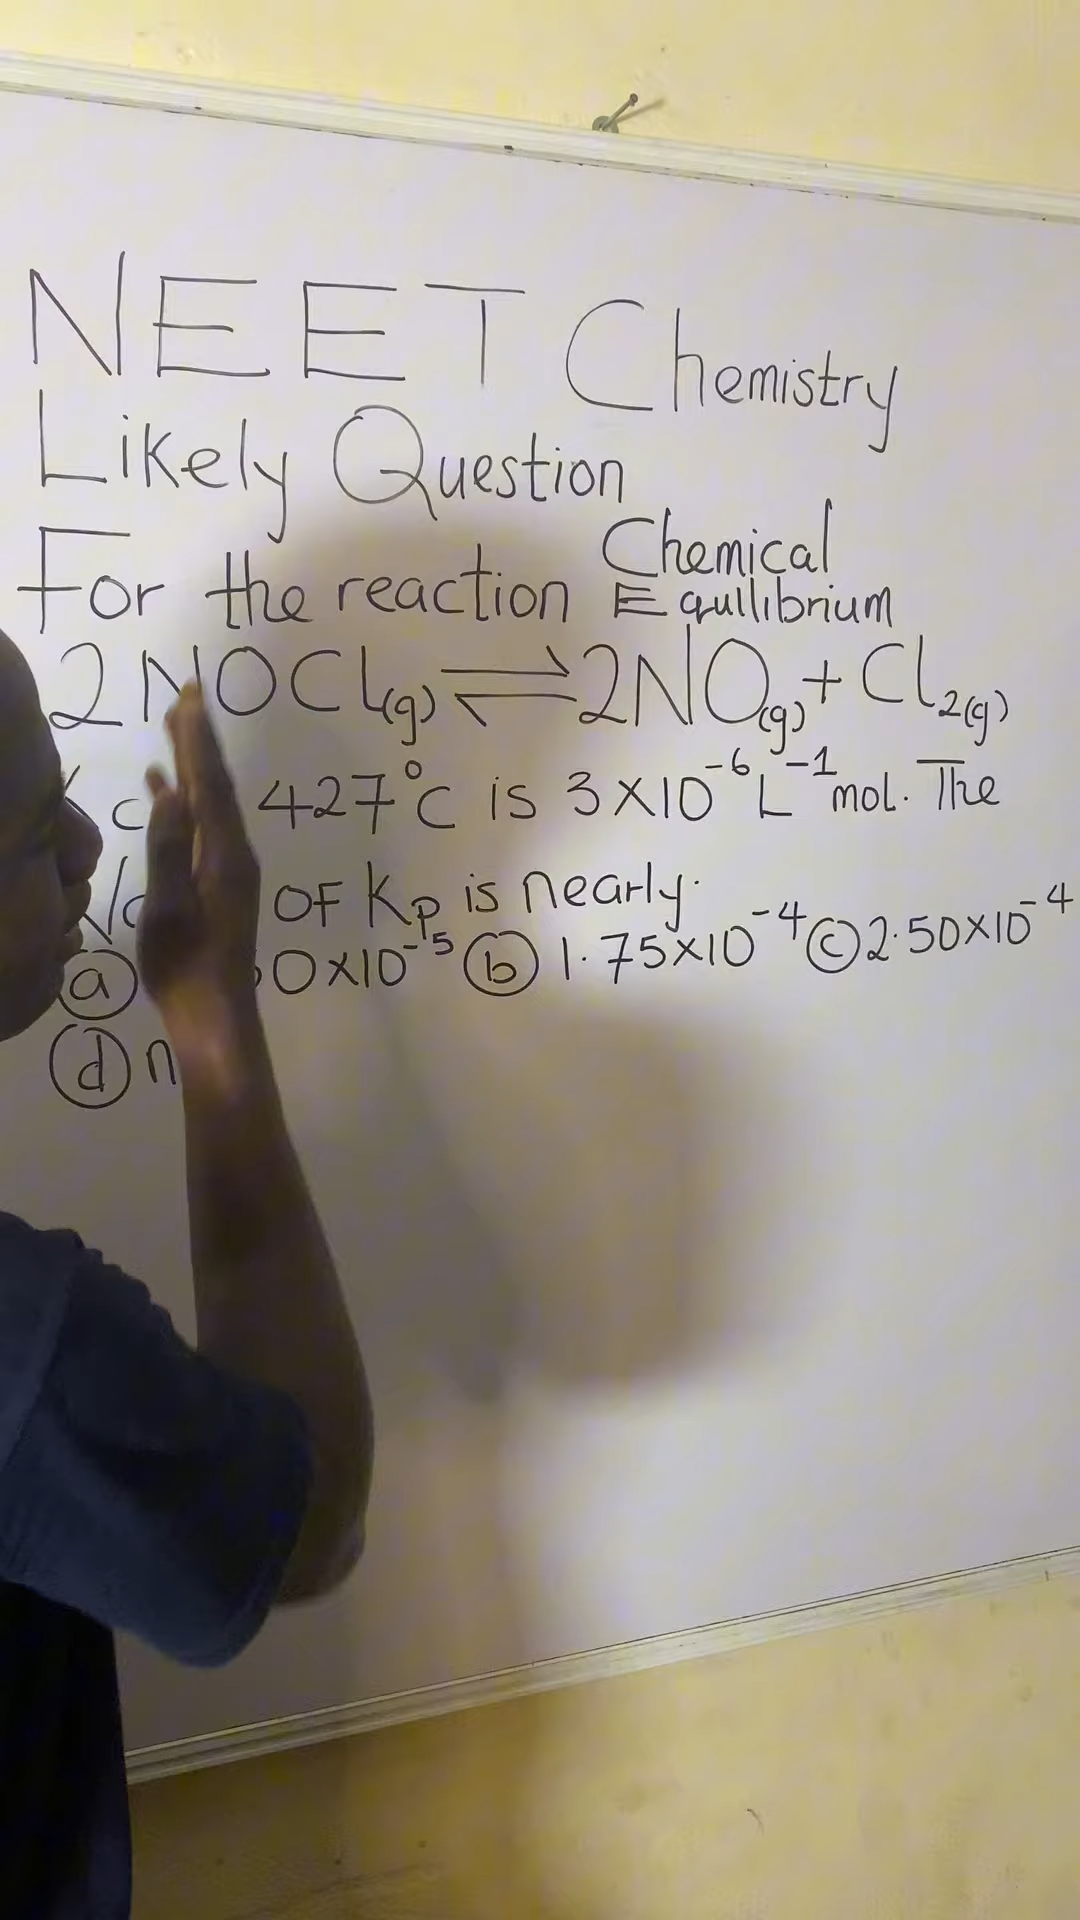 NEET Chemistry
Likely Question
For the reaction Chemical Equilibrium
2NOCl(g) ⇌ 2NO(g) + Cl2(g)
427°C is 3×10⁻⁶ L⁻¹ mol. The
OF Kp is nearly.
(a) 0×10⁻⁵ (b) 1.75×10⁻⁴ (c) 2.50×10⁻⁴
(d) n